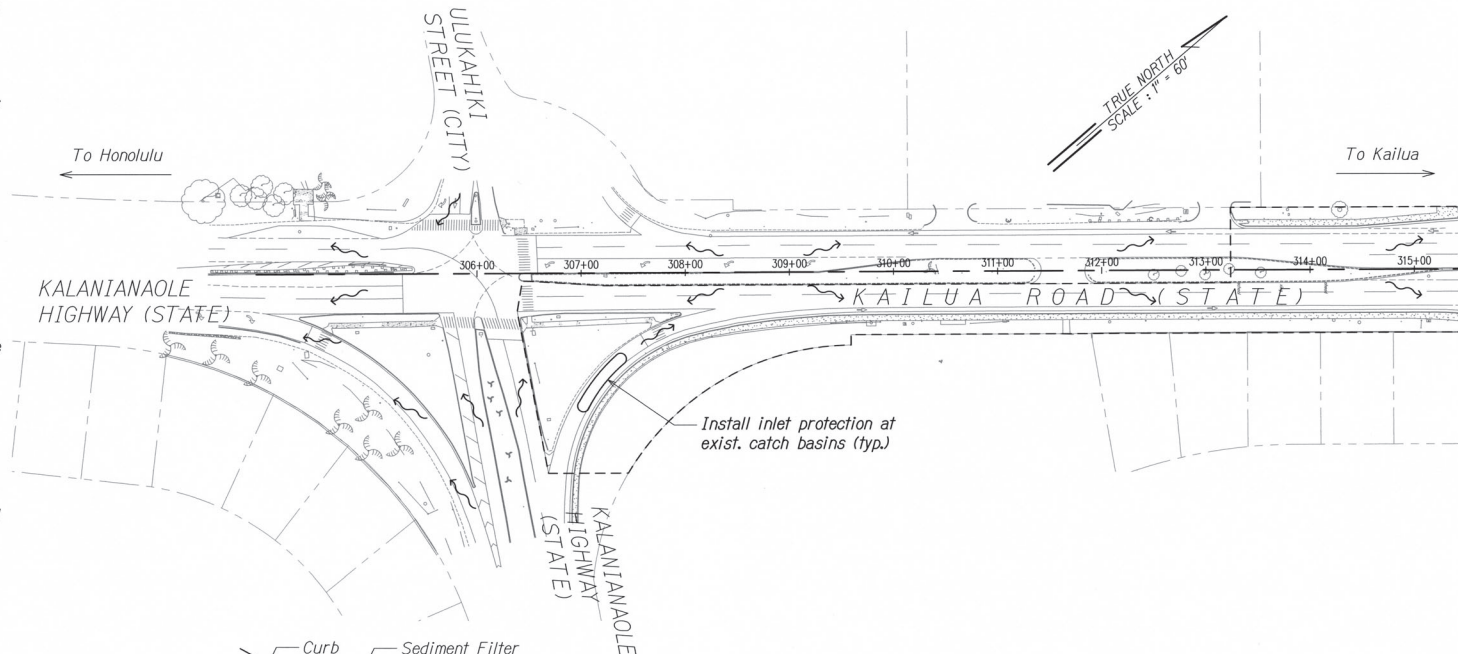 ULUKAHIKI
STREET (CITY)
TRUE NORTH
SCALE : 1" = 60'
To Honolulu
To Kailua
306+00
307+00
308+00
309+00
310+00
311+00
312+00
313+00
314+00
315+00
KALANIANAOLE
HIGHWAY (STATE)
KAILUA ROAD (STATE)
Install inlet protection at
exist. catch basins (typ.)
KALANIANAOLE
HIGHWAY
(STATE)
Curb
Sediment Filter